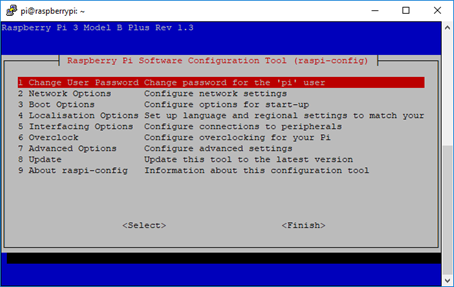 pi@raspberrypi: ~
Raspberry Pi 3 Model B Plus Rev 1.3
Raspberry Pi Software Configuration Tool (raspi-config)
1 Change User Password Change password for the 'pi' user
2 Network Options Configure network settings
3 Boot Options Configure options for start-up
4 Localisation Options Set up language and regional settings to match your
5 Interfacing Options Configure connections to peripherals
6 Overclock Configure overclocking for your Pi
7 Advanced Options Configure advanced settings
8 Update Update this tool to the latest version
9 About raspi-config Information about this configuration tool
<Select> <Finish>